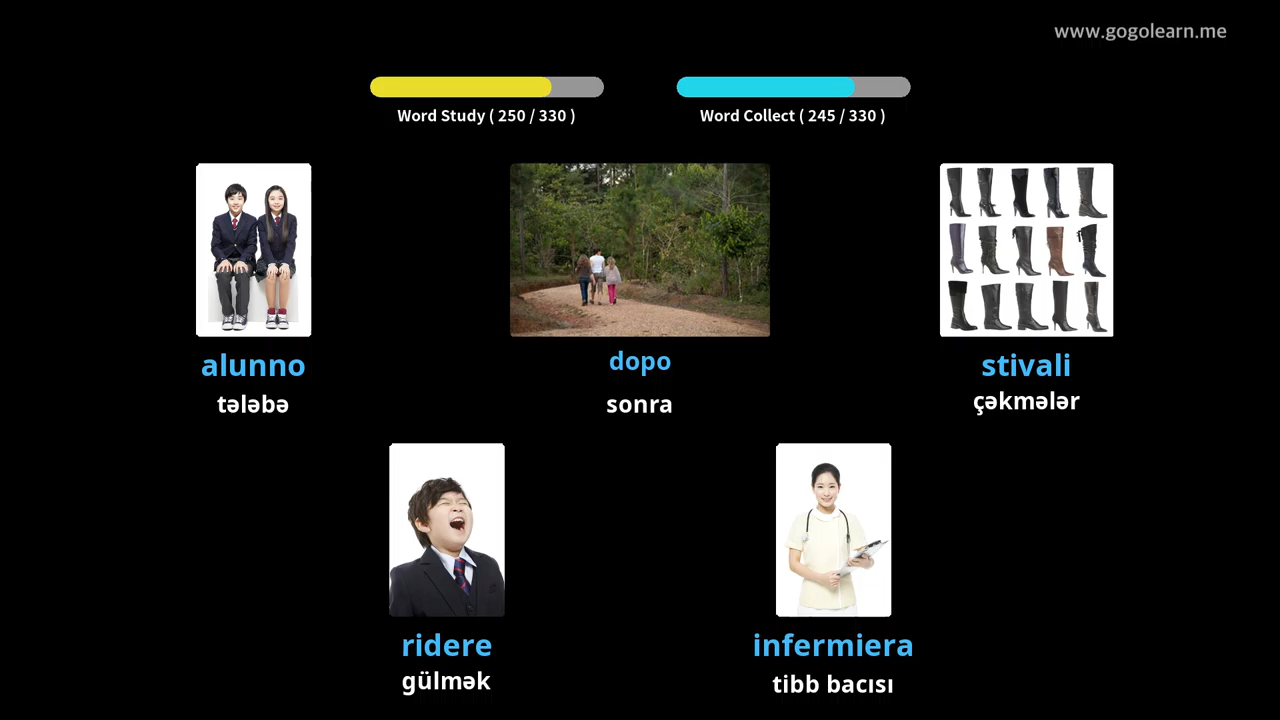 www.gogolearn.me
Word Study ( 250 / 330 )
Word Collect ( 245 / 330 )
alunno
tələbə
dopo
sonra
stivali
çəkmələr
ridere
gülmək
infermiera
tibb bacısı